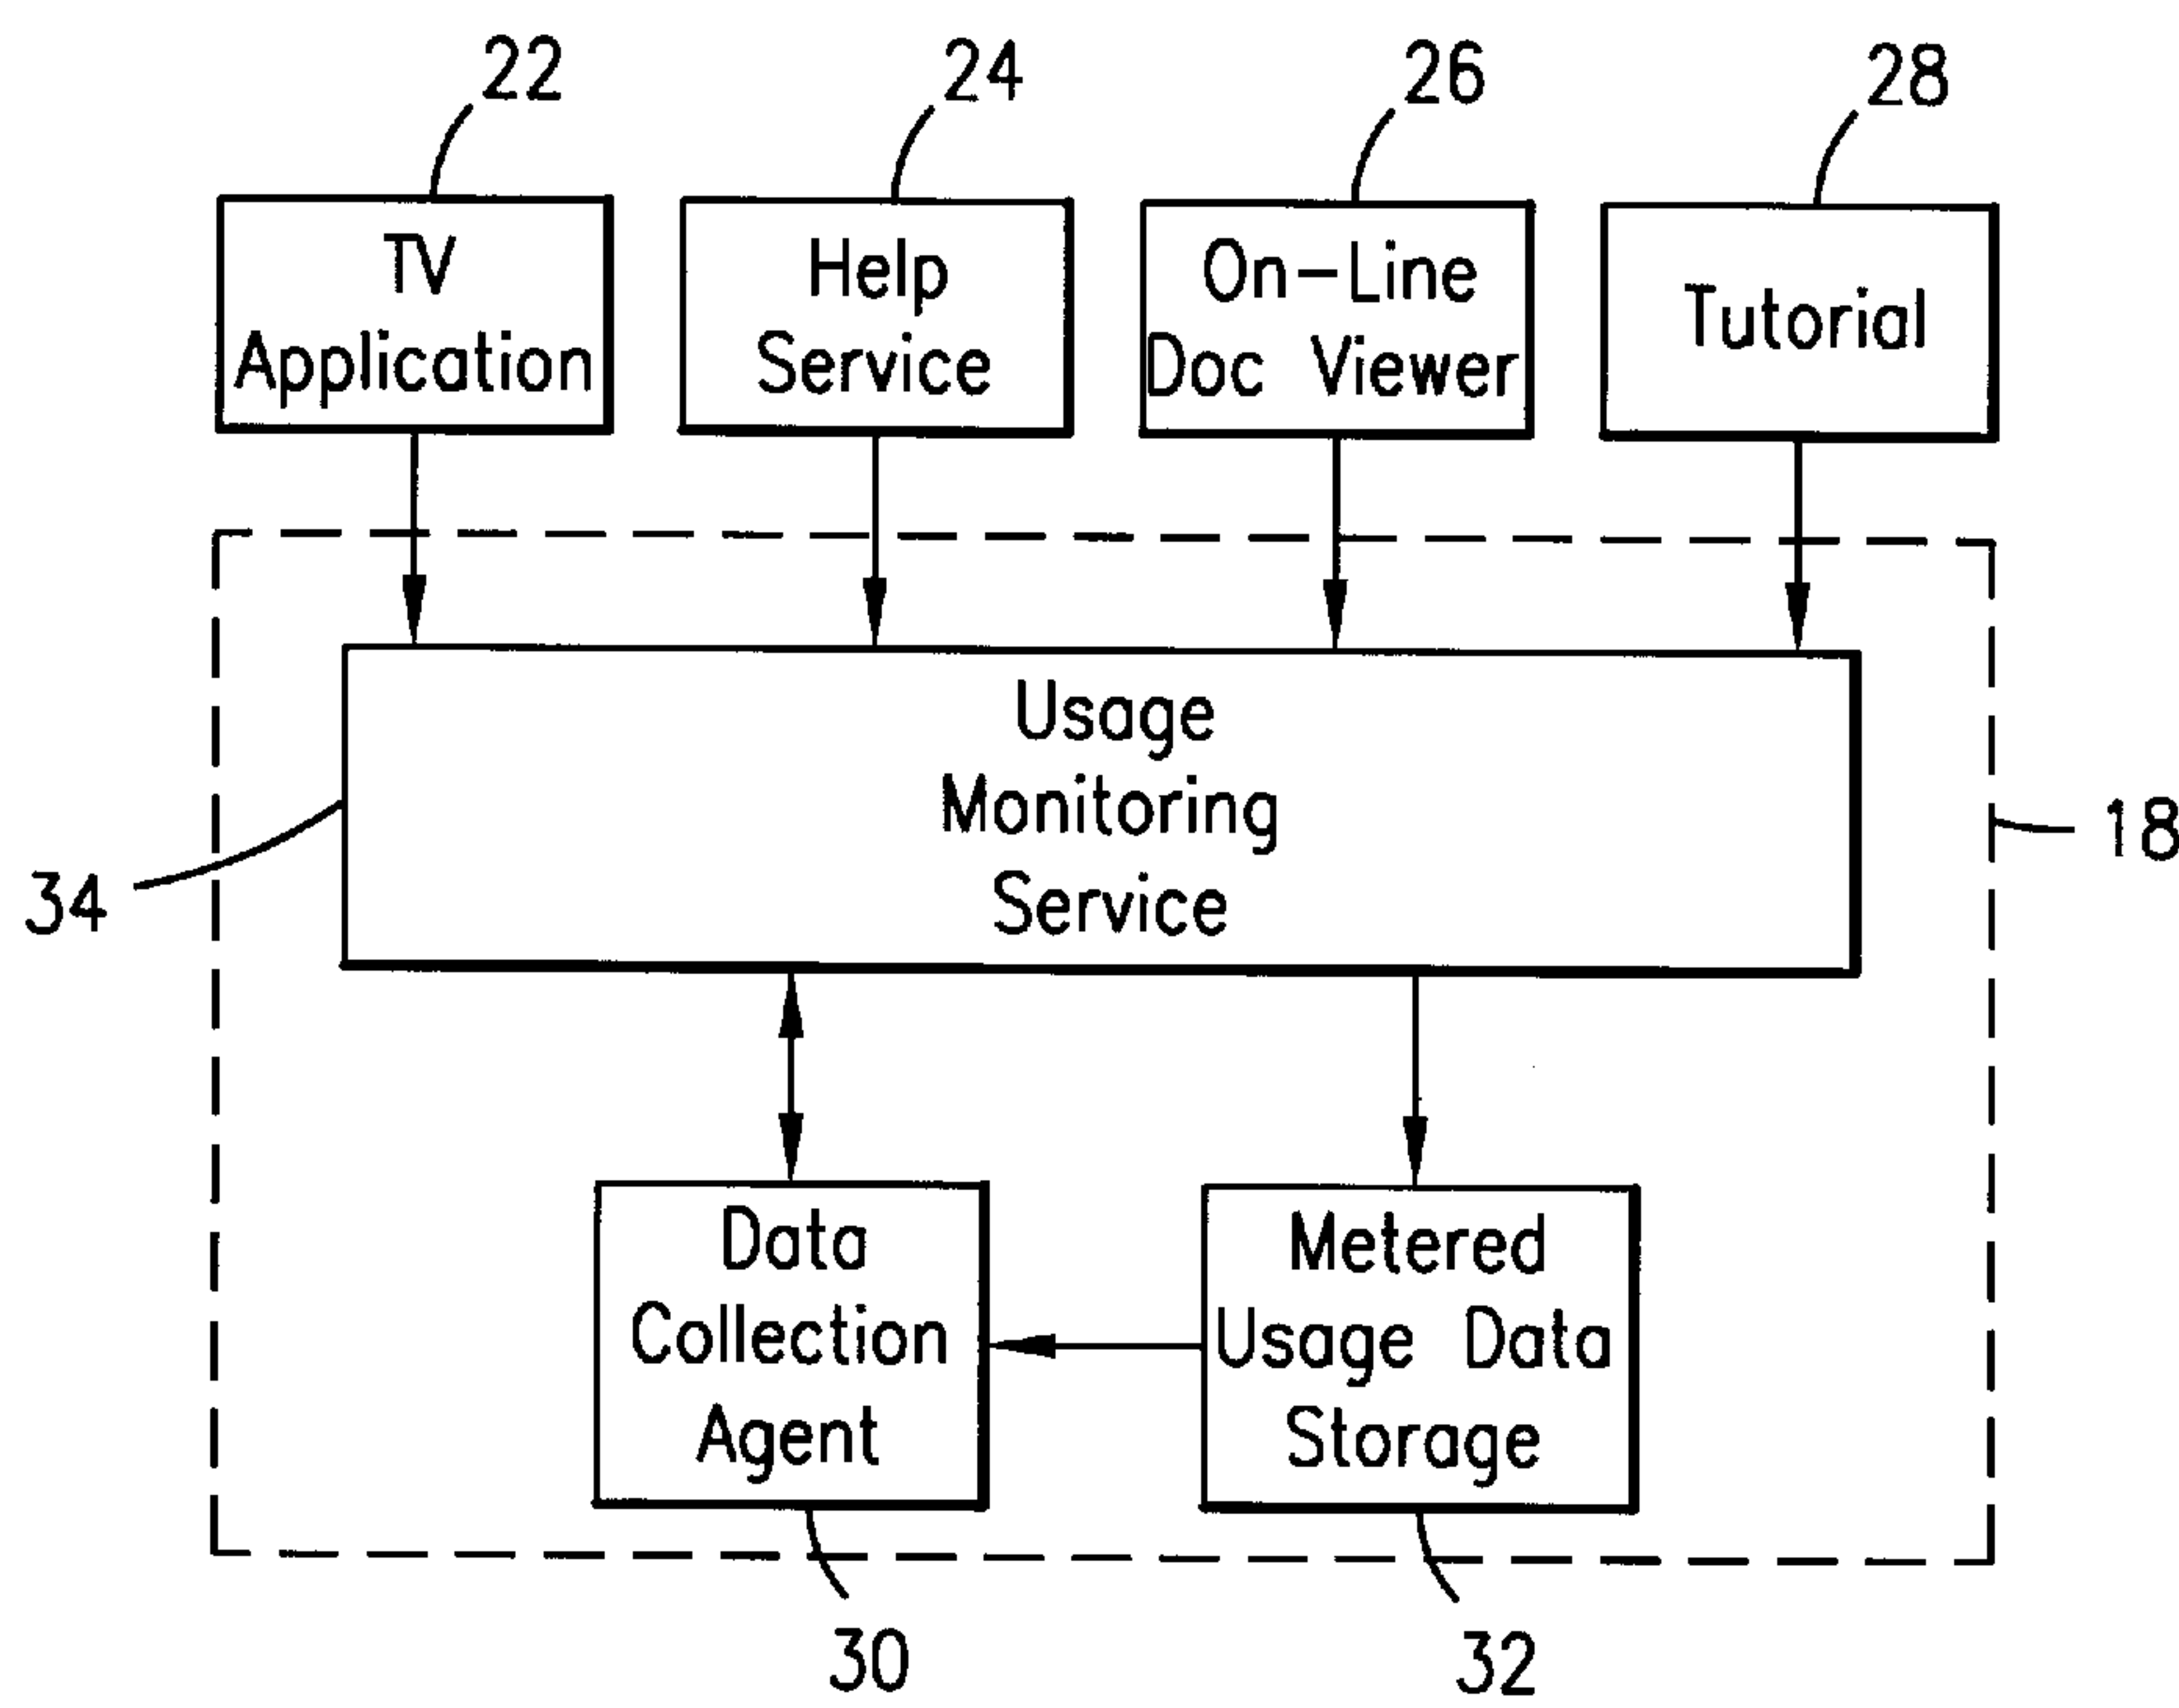 22
24
26
28
TV
Application
Help
Service
On-Line
Doc Viewer
Tutorial
Usage
Monitoring
Service
18
34
Data
Collection
Agent
Metered
Usage Data
Storage
30
32